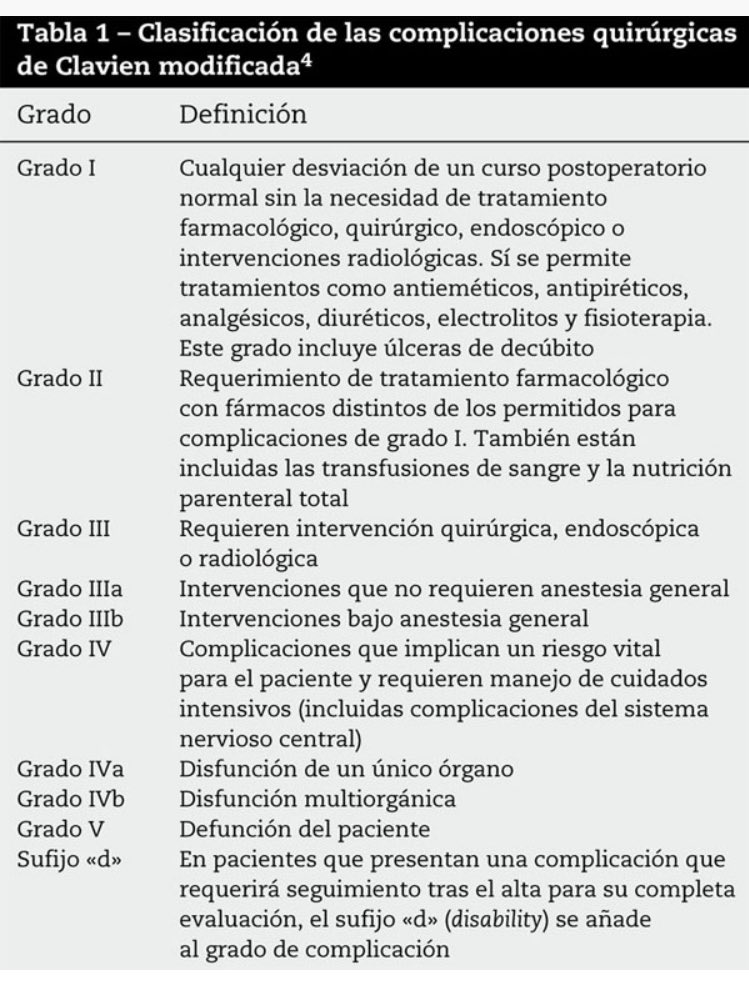 Tabla 1 – Clasificación de las complicaciones quirúrgicas
de Clavien modificada4
Grado Definición
Grado I Cualquier desviación de un curso postoperatorio
normal sin la necesidad de tratamiento
farmacológico, quirúrgico, endoscópico o
intervenciones radiológicas. Sí se permite
tratamientos como antieméticos, antipiréticos,
analgésicos, diuréticos, electrolitos y fisioterapia.
Este grado incluye úlceras de decúbito
Grado II Requerimiento de tratamiento farmacológico
con fármacos distintos de los permitidos para
complicaciones de grado I. También están
incluidas las transfusiones de sangre y la nutrición
parenteral total
Grado III Requieren intervención quirúrgica, endoscópica
o radiológica
Grado IIIa Intervenciones que no requieren anestesia general
Grado IIIb Intervenciones bajo anestesia general
Grado IV Complicaciones que implican un riesgo vital
para el paciente y requieren manejo de cuidados
intensivos (incluidas complicaciones del sistema
nervioso central)
Grado IVa Disfunción de un único órgano
Grado IVb Disfunción multiorgánica
Grado V Defunción del paciente
Sufijo «d» En pacientes que presentan una complicación que
requerirá seguimiento tras el alta para su completa
evaluación, el sufijo «d» (disability) se añade
al grado de complicación